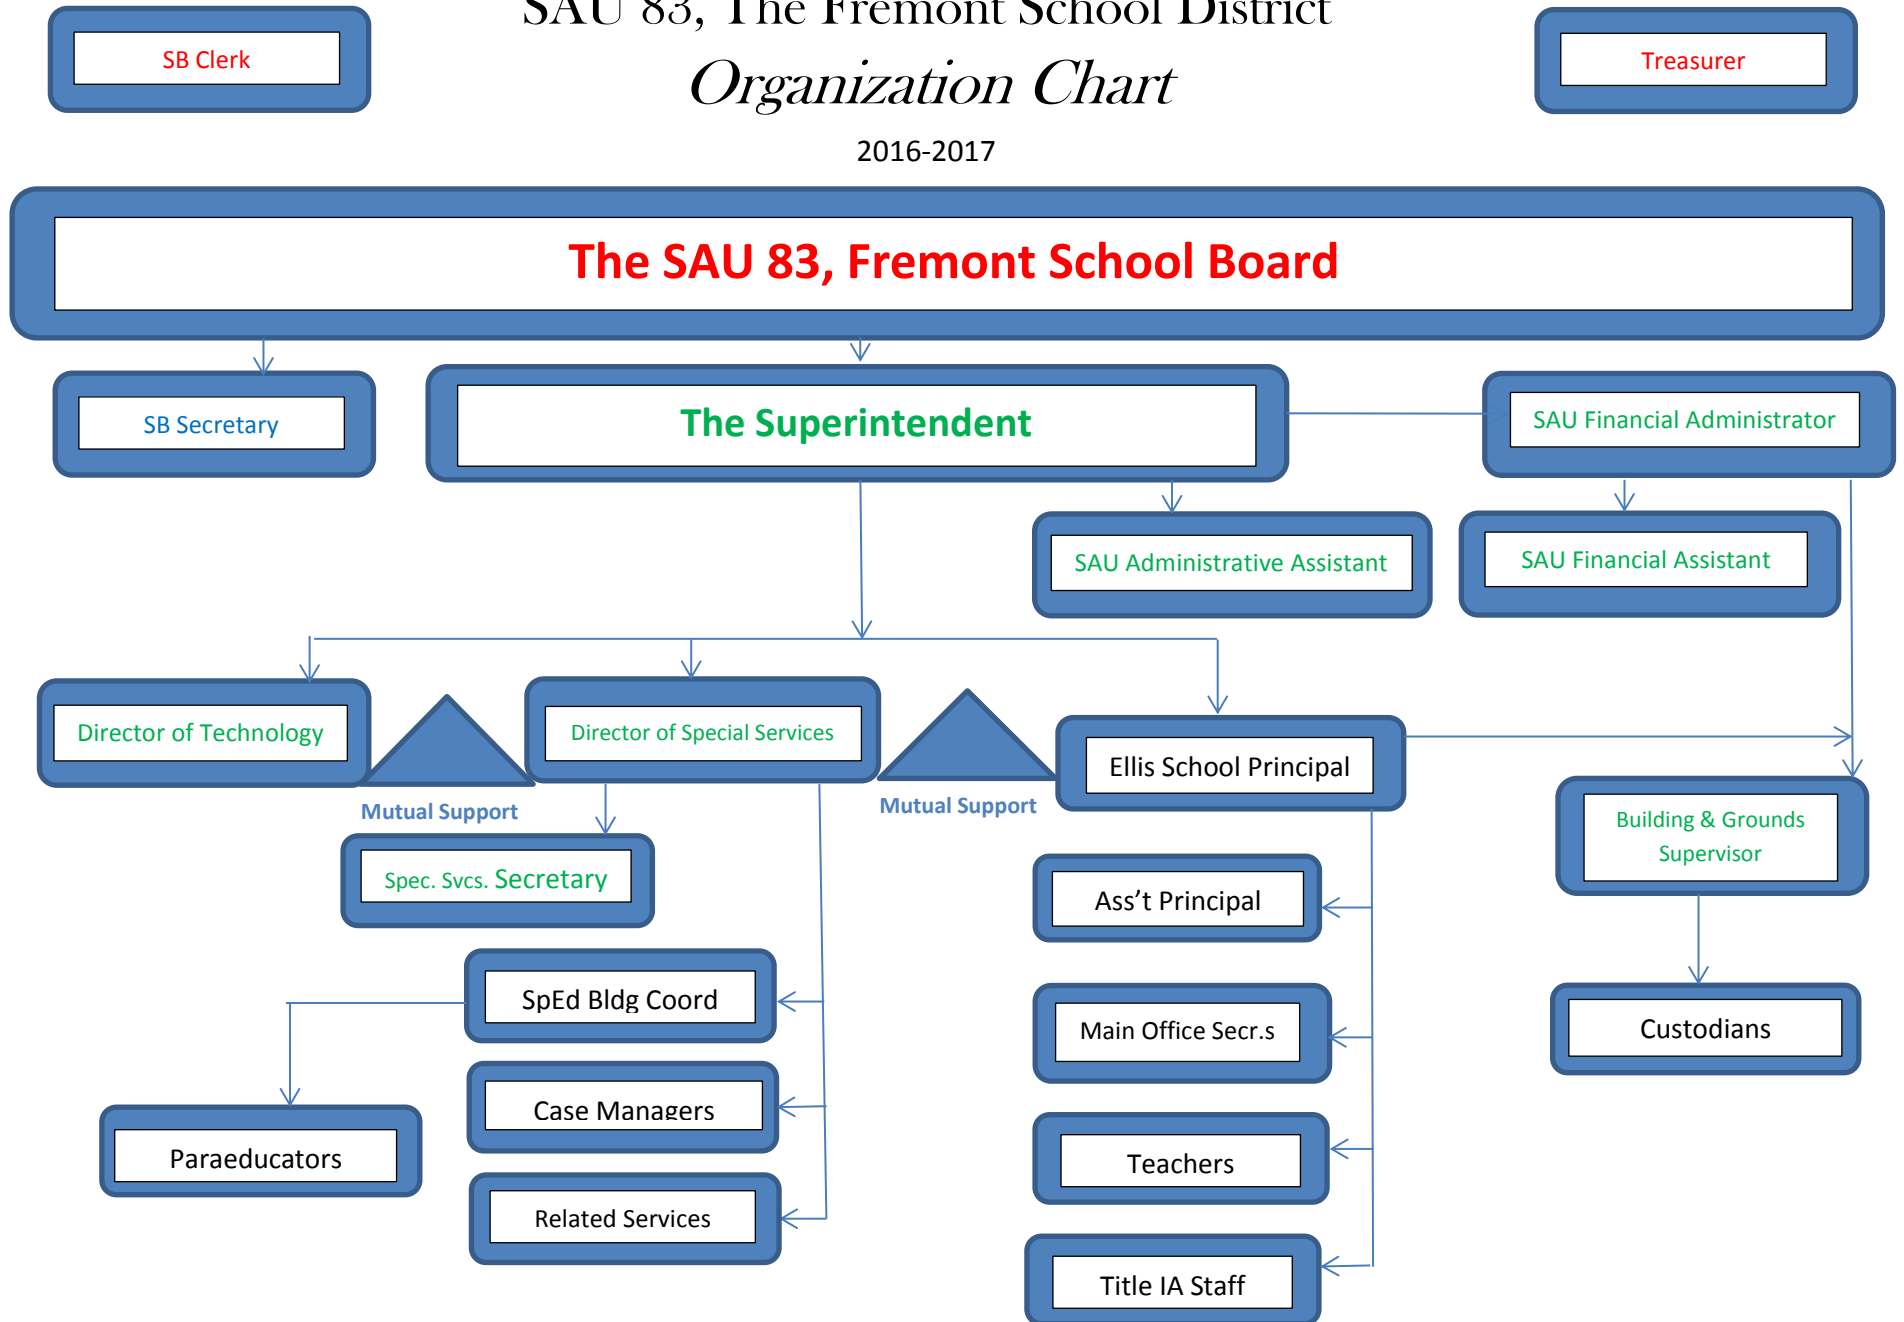 SAU 83, The Fremont School District
SB Clerk
Treasurer
Organization Chart
2016-2017
The SAU 83, Fremont School Board
SB Secretary
The Superintendent
SAU Financial Administrator
SAU Administrative Assistant
SAU Financial Assistant
Director of Technology
Director of Special Services
Ellis School Principal
Mutual Support
Mutual Support
Building & Grounds
Supervisor
Spec. Svcs. Secretary
Ass’t Principal
SpEd Bldg Coord
Main Office Secr.s
Custodians
Case Managers
Paraeducators
Teachers
Related Services
Title IA Staff